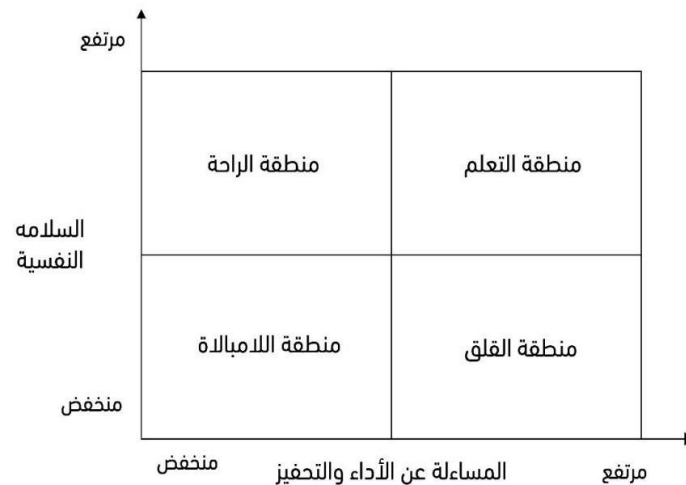 مرتفع
منطقة التعلم
منطقة الراحة
السلامه
النفسية
منطقة القلق
منطقة اللامبالاة
منخفض
مرتفع
المساءلة عن الأداء والتحفيز
منخفض